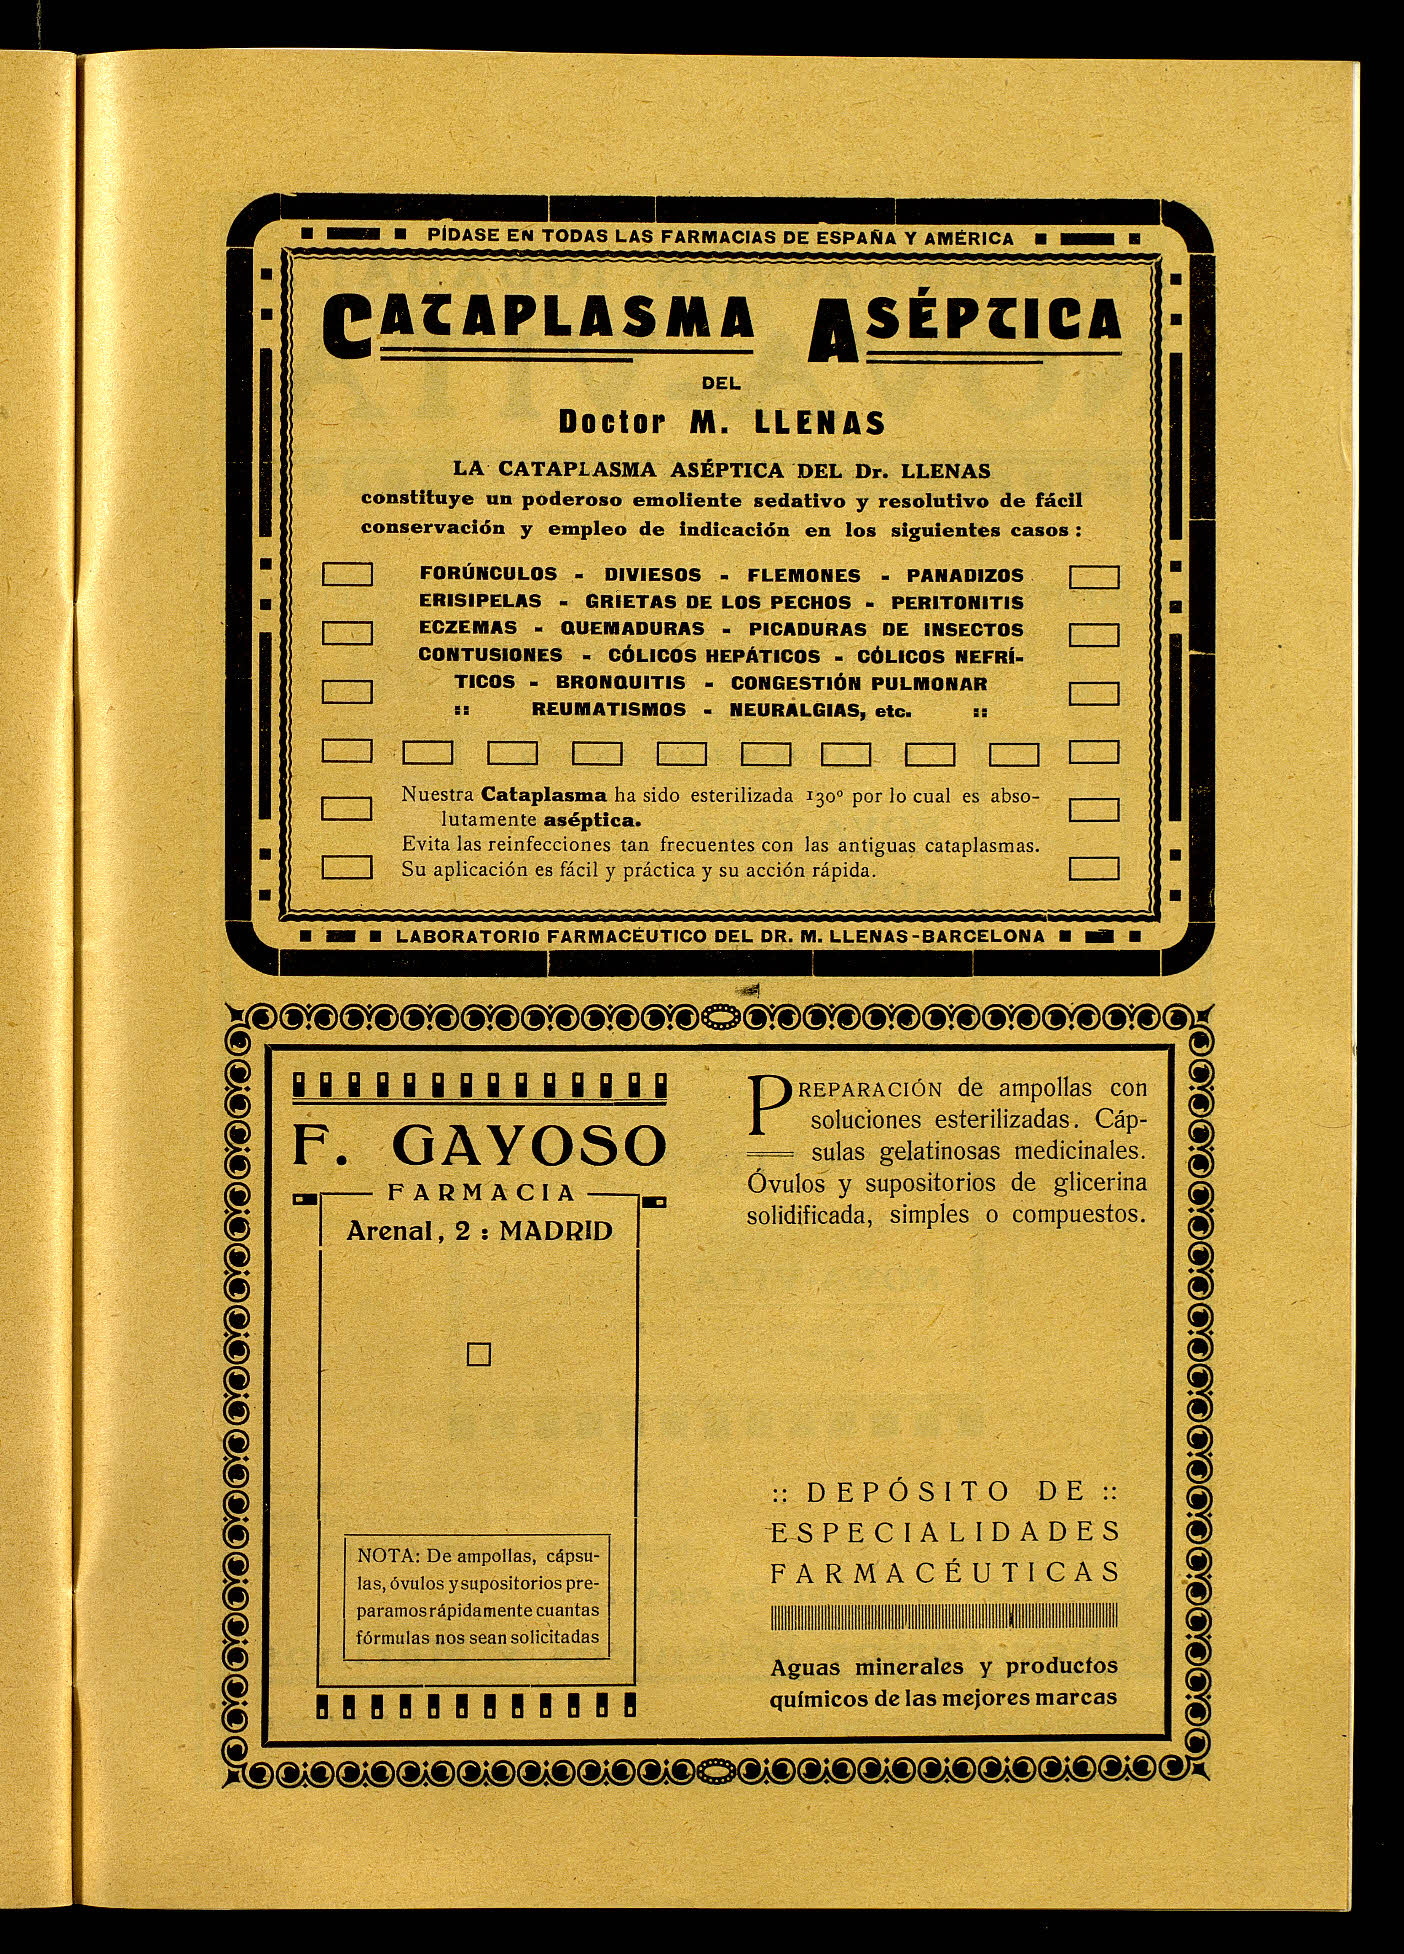 PÍDASE EN TODAS LAS FARMACIAS DE ESPAÑA Y AMÉRICA
CATAPLASMA ASÉPTICA
DEL
Doctor M. LLENAS
LA CATAPLASMA ASÉPTICA DEL Dr. LLENAS
constituye un poderoso emoliente sedativo y resolutivo de fácil
conservación y empleo de indicación en los siguientes casos :
FORÚNCULOS - DIVIESOS - FLEMONES - PANADIZOS
ERISIPELAS - GRIETAS DE LOS PECHOS - PERITONITIS
ECZEMAS - QUEMADURAS - PICADURAS DE INSECTOS
CONTUSIONES - CÓLICOS HEPÁTICOS - CÓLICOS NEFRÍ-
TICOS - BRONQUITIS - CONGESTIÓN PULMONAR
:: REUMATISMOS - NEURALGIAS, etc. ::
Nuestra Cataplasma ha sido esterilizada 130º por lo cual es abso-
lutamente aséptica.
Evita las reinfecciones tan frecuentes con las antiguas cataplasmas.
Su aplicación es fácil y práctica y su acción rápida.
LABORATORIO FARMACÉUTICO DEL DR. M. LLENAS-BARCELONA
F. GAYOSO
FARMACIA
Arenal, 2 : MADRID
NOTA: De ampollas, cápsu-
las, óvulos y supositorios pre-
paramos rápidamente cuantas
fórmulas nos sean solicitadas
PREPARACIÓN de ampollas con
soluciones esterilizadas. Cáp-
sulas gelatinosas medicinales.
Óvulos y supositorios de glicerina
solidificada, simples o compuestos.
:: DEPÓSITO DE ::
ESPECIALIDADES
FARMACÉUTICAS
Aguas minerales y productos
químicos de las mejores marcas